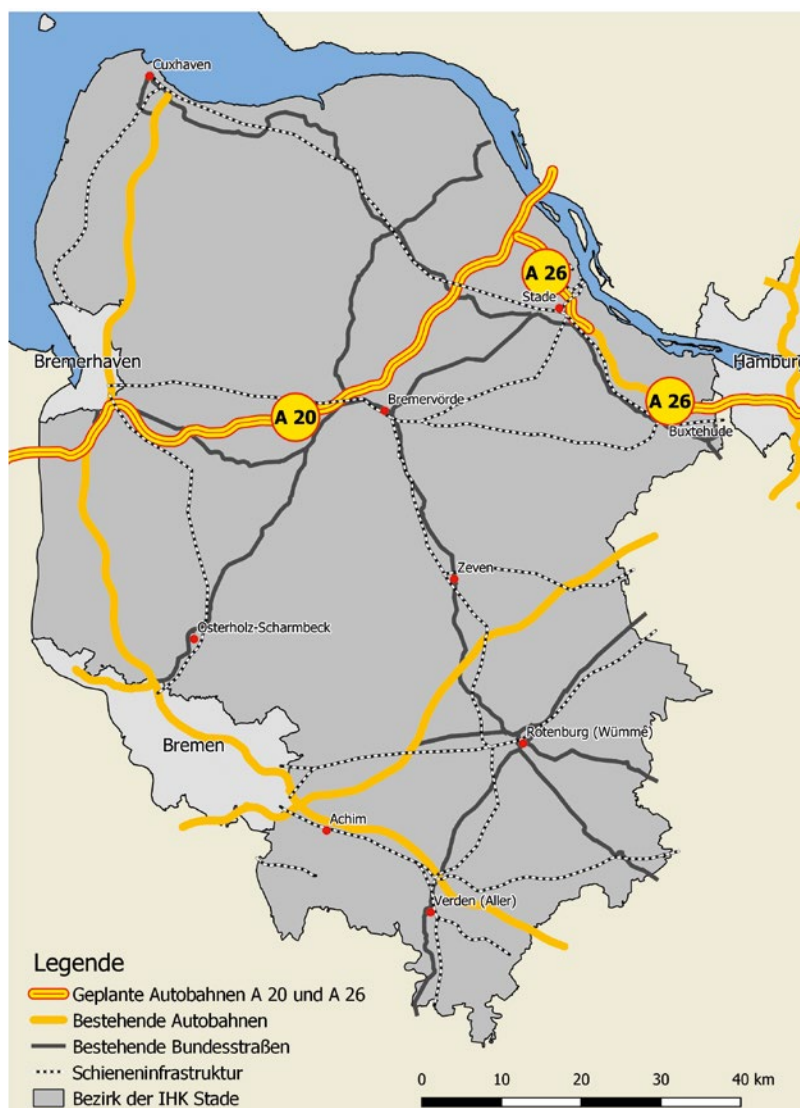 Cuxhaven
A 26
Stade
Bremerhaven
Hamburg
A 20
Bremervörde
A 26
Buxtehude
Zeven
Osterholz-Scharmbeck
Bremen
Rotenburg (Wümme)
Achim
Verden (Aller)
Legende
Geplante Autobahnen A 20 und A 26
Bestehende Autobahnen
Bestehende Bundesstraßen
Schieneninfrastruktur
Bezirk der IHK Stade
0 10 20 30 40 km